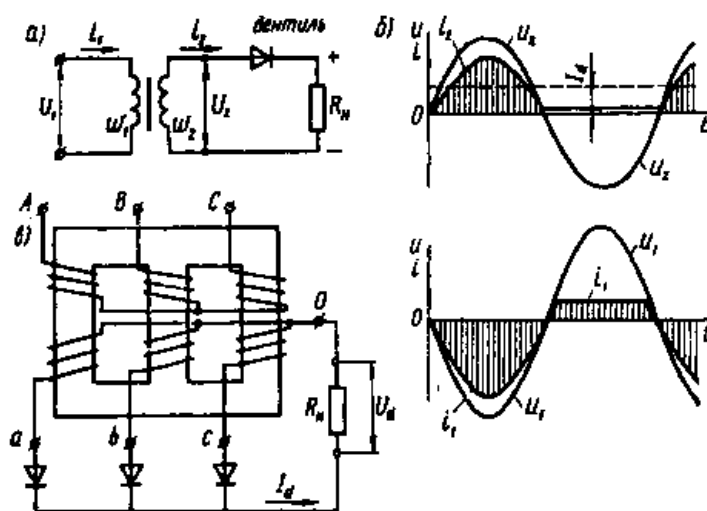 а)
i₁
i₂
вентиль
+
U₁
w₁
w₂
U₂
Rн
−
б)
u
i
i₂
u₂
I_d
0
t
u₂
A
B
C
в)
0
Rн
U_d
a
b
c
I_d
u
i
u₁
i₁
0
t
i₁
u₁